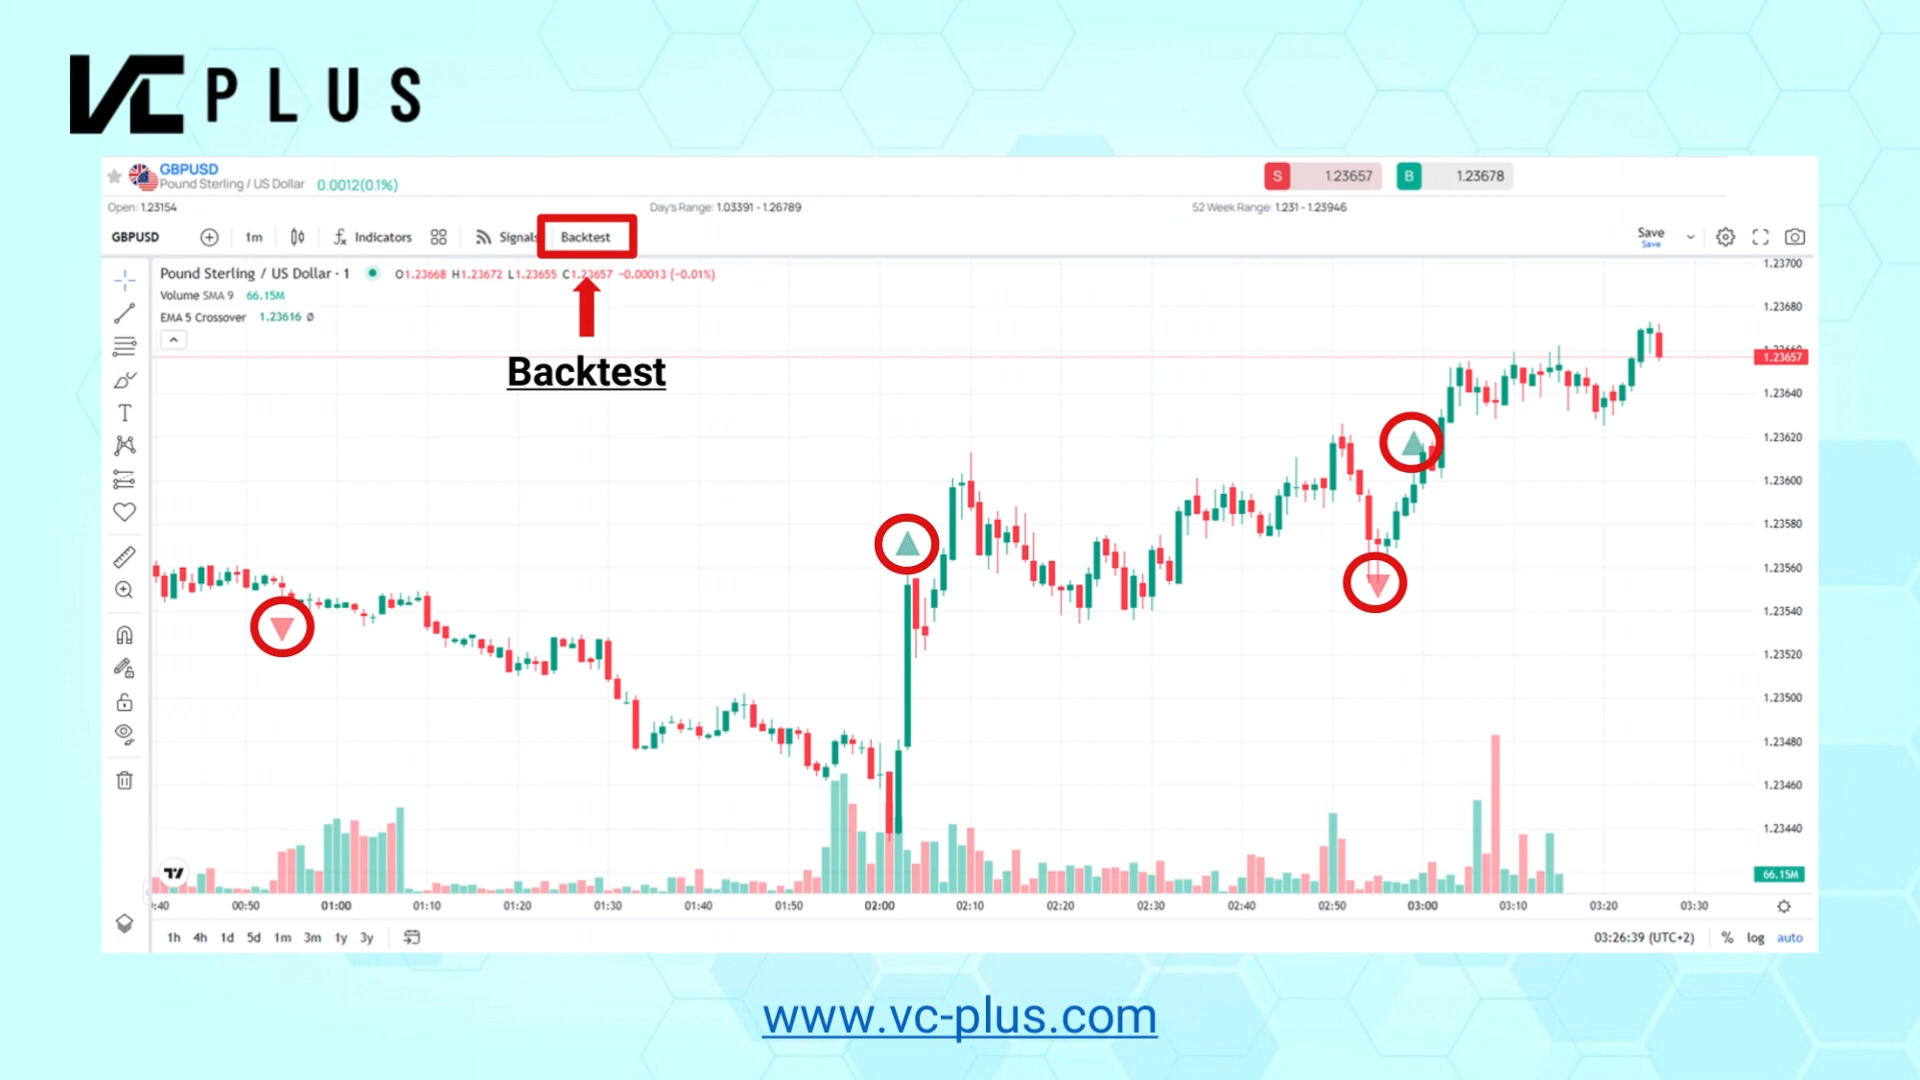 VC PLUS
GBPUSD
Pound Sterling / US Dollar 0.0012(0.1%)
S 1.23657 B 1.23678
Open: 1.23154 Day's Range: 1.03391 - 1.26789 52 Week Range: 1.231 - 1.23946
GBPUSD 1m Indicators Signals Backtest Save
Save
Pound Sterling / US Dollar · 1 O1.23668 H1.23672 L1.23655 C1.23657 −0.00013 (−0.01%)
Volume SMA 9 66.15M
EMA 5 Crossover 1.23616 Ø
Backtest
1.23700
1.23680
1.23657
1.23640
1.23620
1.23600
1.23580
1.23560
1.23540
1.23520
1.23500
1.23480
1.23460
1.23440
66.15M
:40 00:50 01:00 01:10 01:20 01:30 01:40 01:50 02:00 02:10 02:20 02:30 02:40 02:50 03:00 03:10 03:20 03:30
1h 4h 1d 5d 1m 3m 1y 3y 03:26:39 (UTC+2) % log auto
www.vc-plus.com